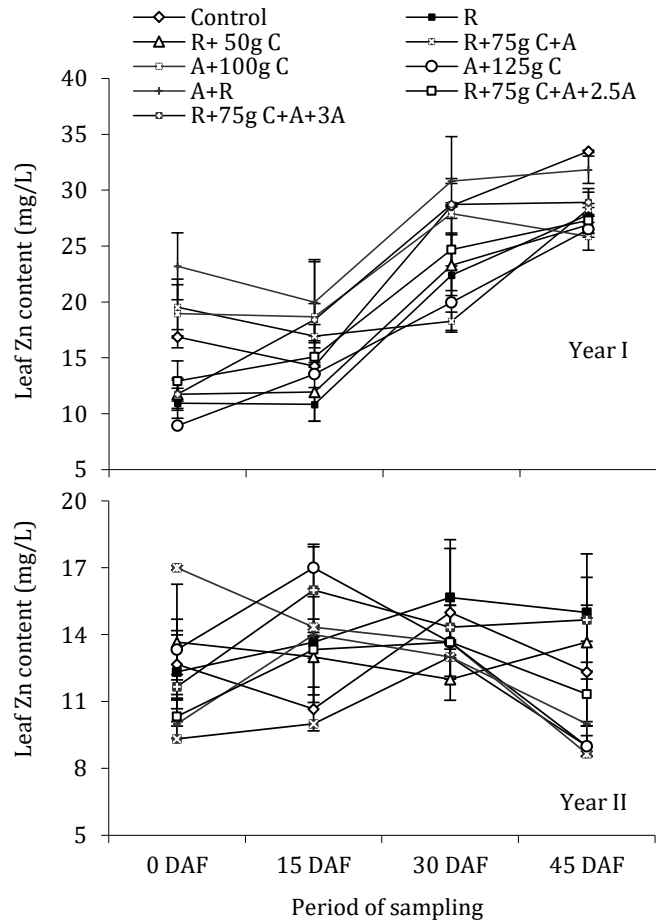 Control R
R+ 50g C R+75g C+A
A+100g C A+125g C
A+R R+75g C+A+2.5A
R+75g C+A+3A
Leaf Zn content (mg/L)
40
35
30
25
20
15
10
5
Year I
Leaf Zn content (mg/L)
20
17
14
11
8
5
Year II
0 DAF 15 DAF 30 DAF 45 DAF
Period of sampling